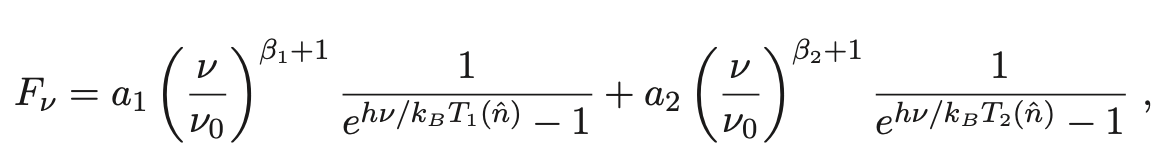 F_ν = a_1 (ν/ν_0)^{β_1+1} 1/(e^{hν/k_B T_1(n̂)} − 1) + a_2 (ν/ν_0)^{β_2+1} 1/(e^{hν/k_B T_2(n̂)} − 1) ,